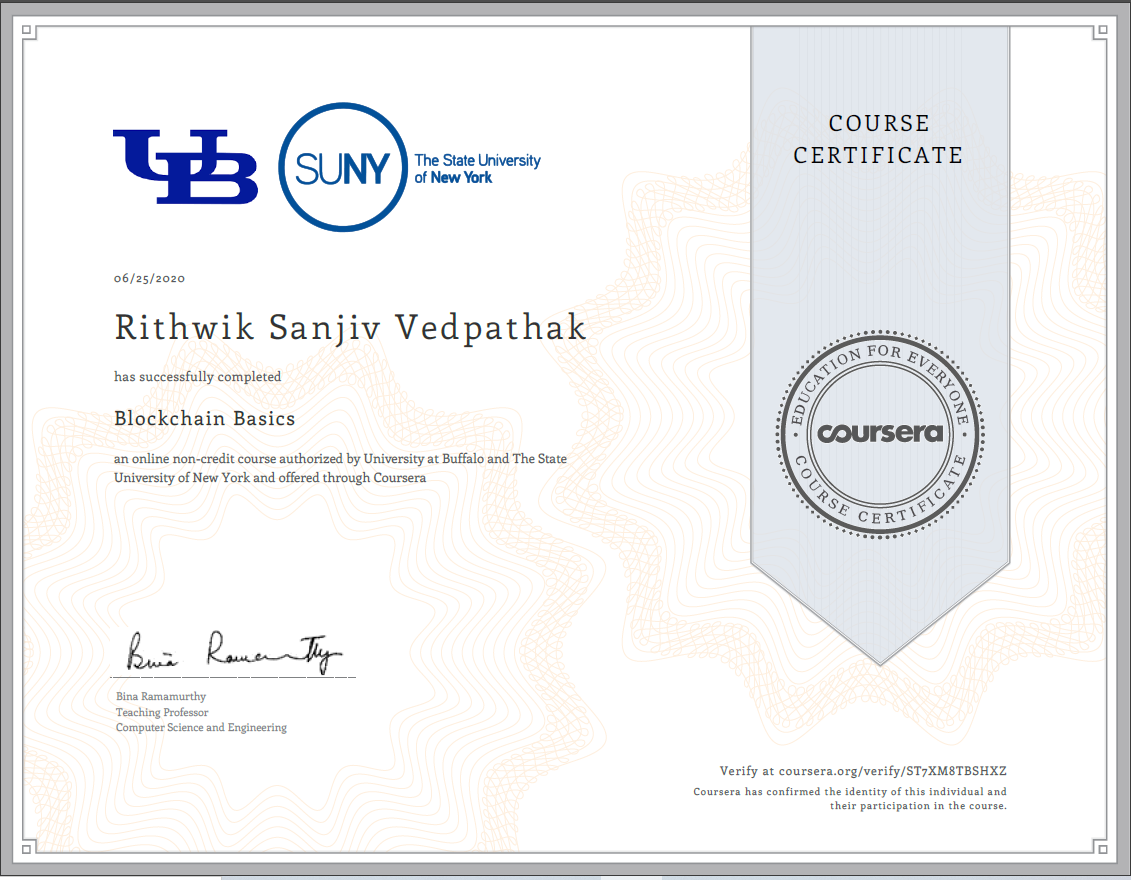 UB
SUNY
The State University
of New York
COURSE
CERTIFICATE
06/25/2020
Rithwik Sanjiv Vedpathak
has successfully completed
Blockchain Basics
an online non-credit course authorized by University at Buffalo and The State
University of New York and offered through Coursera
EDUCATION FOR EVERYONE
coursera
COURSE CERTIFICATE
Bina Ramamurthy
Bina Ramamurthy
Teaching Professor
Computer Science and Engineering
Verify at coursera.org/verify/ST7XM8TBSHXZ
Coursera has confirmed the identity of this individual and
their participation in the course.